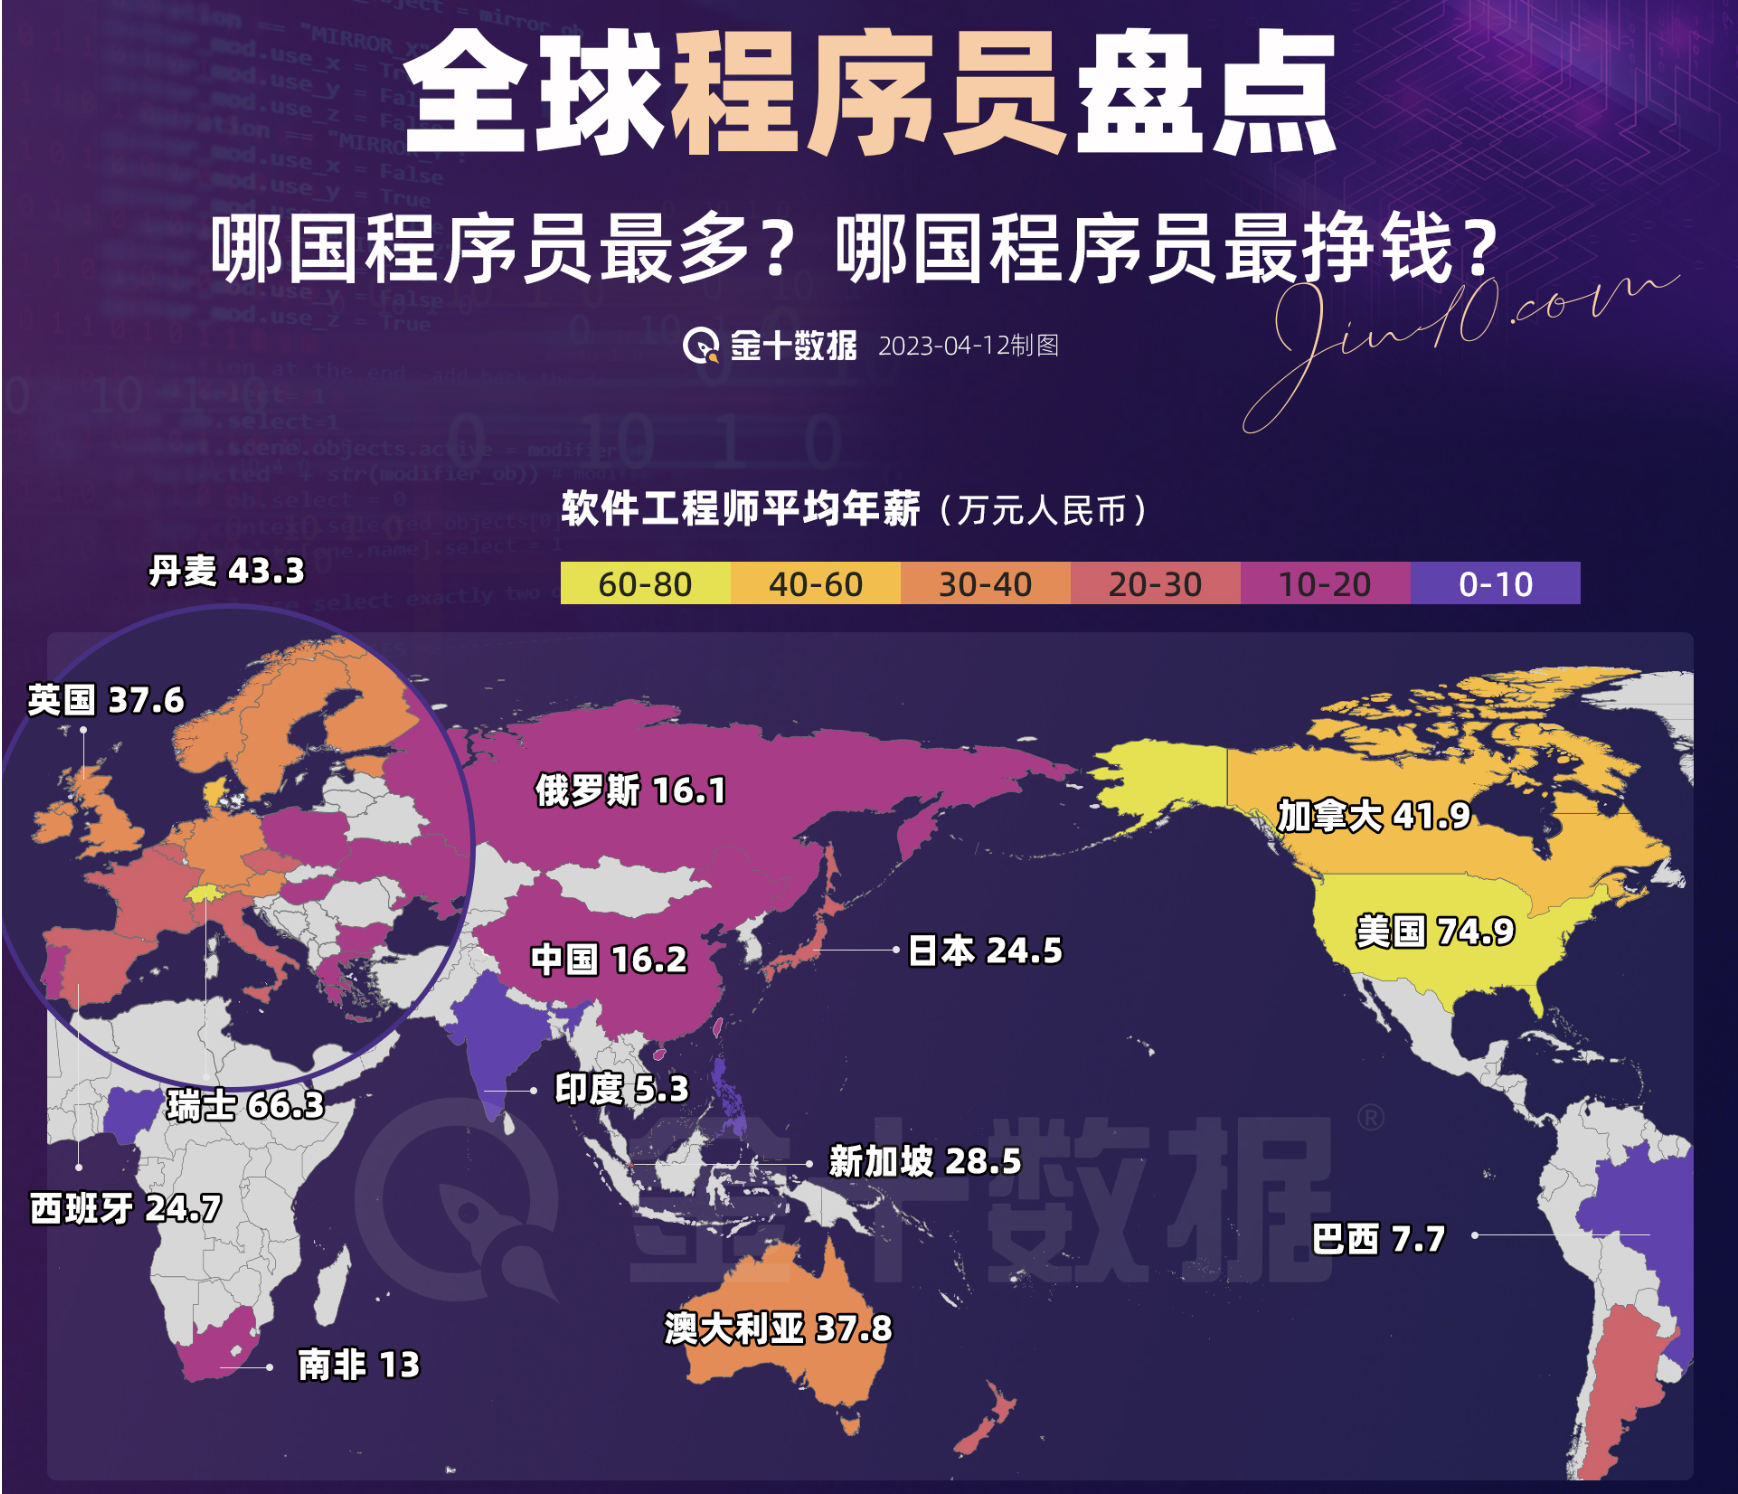 全球程序员盘点
哪国程序员最多？哪国程序员最挣钱？
金十数据 2023-04-12制图
Jin10.com
软件工程师平均年薪（万元人民币）
60-80 40-60 30-40 20-30 10-20 0-10
丹麦 43.3
英国 37.6
俄罗斯 16.1
加拿大 41.9
美国 74.9
中国 16.2
日本 24.5
印度 5.3
瑞士 66.3
新加坡 28.5
西班牙 24.7
巴西 7.7
澳大利亚 37.8
南非 13
金十数据®